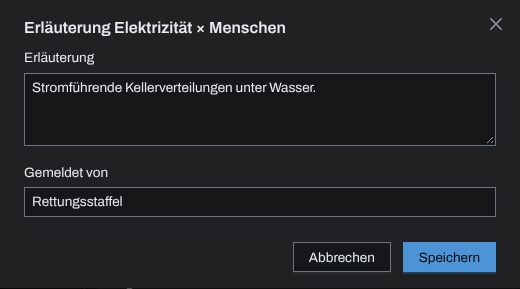 Erläuterung Elektrizität × Menschen
Erläuterung
Stromführende Kellerverteilungen unter Wasser.
Gemeldet von
Rettungsstaffel
Abbrechen
Speichern